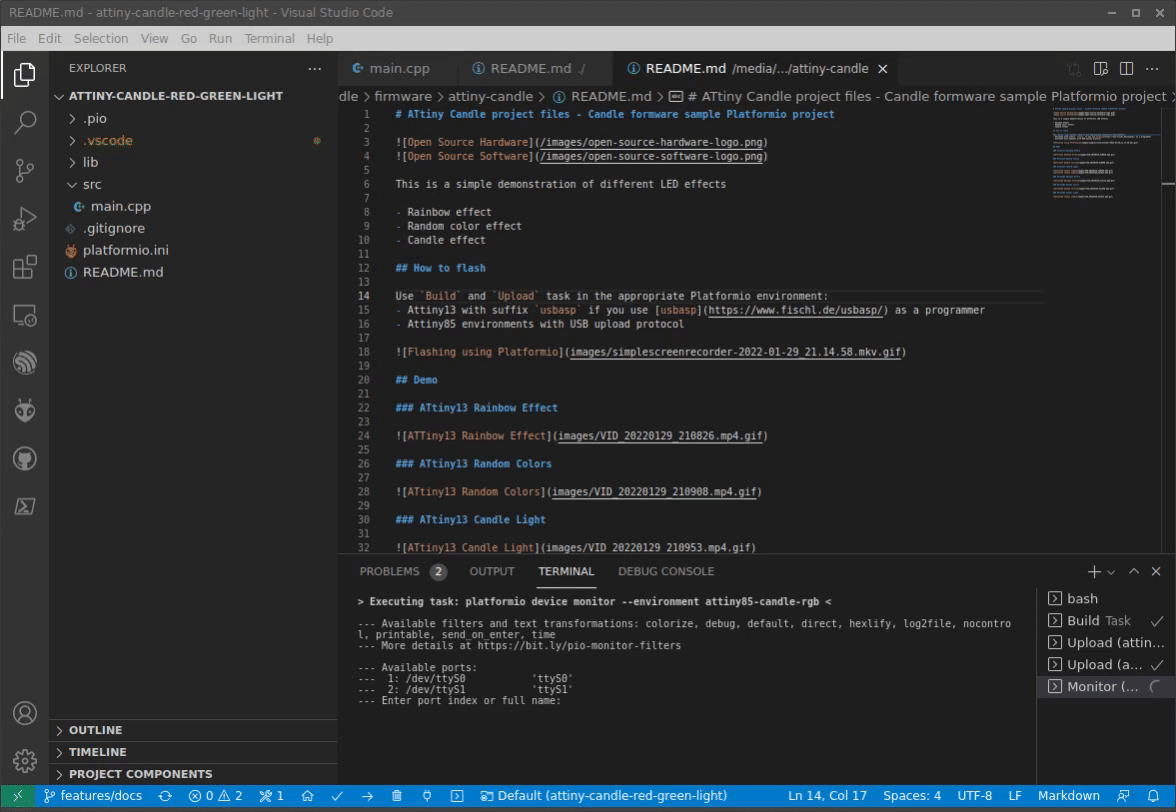 README.md - attiny-candle-red-green-light - Visual Studio Code
File Edit Selection View Go Run Terminal Help
EXPLORER
ATTINY-CANDLE-RED-GREEN-LIGHT
.pio
.vscode
lib
src
main.cpp
.gitignore
platformio.ini
README.md
OUTLINE
TIMELINE
PROJECT COMPONENTS
main.cpp README.md ./ README.md /media/.../attiny-candle
dle > firmware > attiny-candle > README.md > # ATtiny Candle project files - Candle formware sample Platformio project >
1 # ATtiny Candle project files - Candle formware sample Platformio project
2
3 ![Open Source Hardware](/images/open-source-hardware-logo.png)
4 ![Open Source Software](/images/open-source-software-logo.png)
5
6 This is a simple demonstration of different LED effects
7
8 - Rainbow effect
9 - Random color effect
10 - Candle effect
11
12 ## How to flash
13
14 Use `Build` and `Upload` task in the appropriate Platformio environment:
15 - Attiny13 with suffix `usbasp` if you use [usbasp](https://www.fischl.de/usbasp/) as a programmer
16 - Attiny85 environments with USB upload protocol
17
18 ![Flashing using Platformio](images/simplescreenrecorder-2022-01-29_21.14.58.mkv.gif)
19
20 ## Demo
21
22 ### ATtiny13 Rainbow Effect
23
24 ![ATTiny13 Rainbow Effect](images/VID_20220129_210826.mp4.gif)
25
26 ### ATtiny13 Random Colors
27
28 ![ATtiny13 Random Colors](images/VID_20220129_210908.mp4.gif)
29
30 ### ATtiny13 Candle Light
31
32 ![ATtiny13 Candle Light](images/VID_20220129_210953.mp4.gif)
PROBLEMS 2 OUTPUT TERMINAL DEBUG CONSOLE
> Executing task: platformio device monitor --environment attiny85-candle-rgb <
--- Available filters and text transformations: colorize, debug, default, direct, hexlify, log2file, nocontro
l, printable, send_on_enter, time
--- More details at https://bit.ly/pio-monitor-filters
--- Available ports:
--- 1: /dev/ttyS0 'ttyS0'
--- 2: /dev/ttyS1 'ttyS1'
--- Enter port index or full name:
bash
Build Task
Upload (attin...
Upload (a...
Monitor (...
features/docs 0 2 1 Default (attiny-candle-red-green-light) Ln 14, Col 17 Spaces: 4 UTF-8 LF Markdown